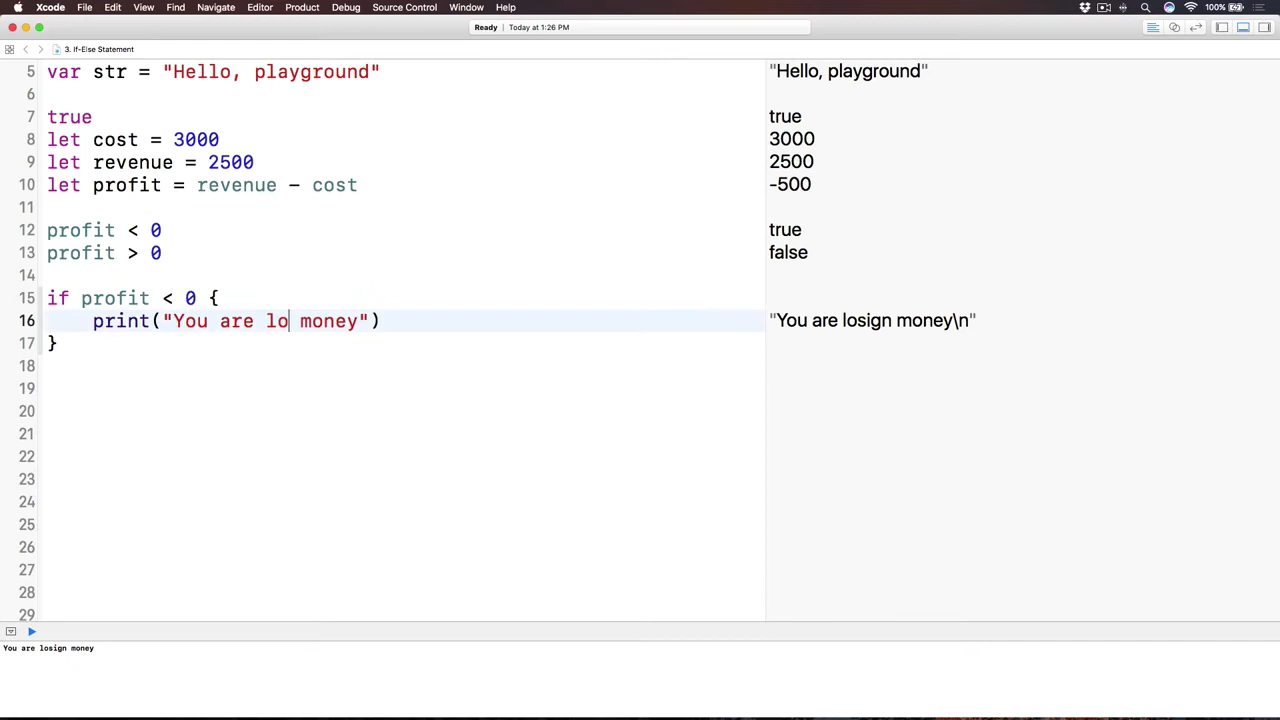 Xcode File Edit View Find Navigate Editor Product Debug Source Control Window Help 100%
Ready Today at 1:26 PM
3. If-Else Statement
5 var str = "Hello, playground" "Hello, playground"
6
7 true true
8 let cost = 3000 3000
9 let revenue = 2500 2500
10 let profit = revenue - cost -500
11
12 profit < 0 true
13 profit > 0 false
14
15 if profit < 0 {
16 print("You are lo money") "You are losign money\n"
17 }
18
19
20
21
22
23
24
25
26
27
28
29
You are losign money